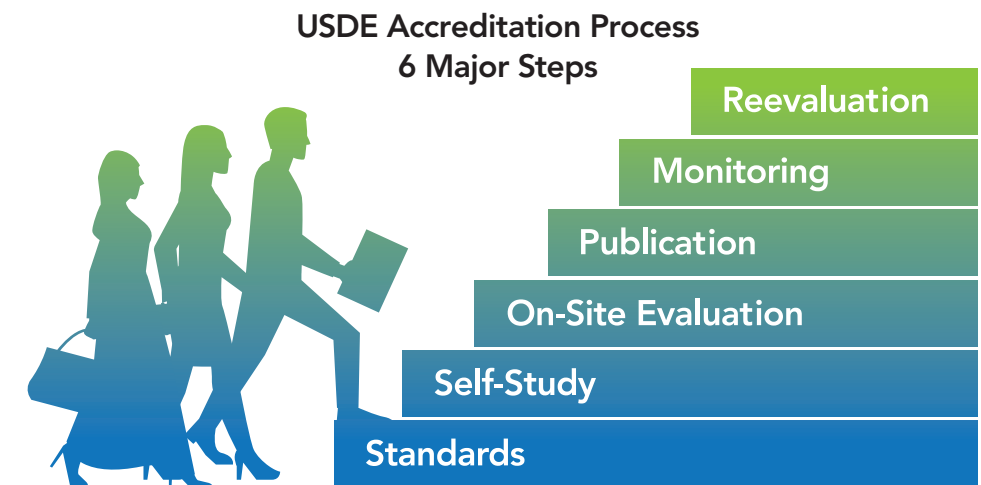 USDE Accreditation Process
6 Major Steps
Reevaluation
Monitoring
Publication
On-Site Evaluation
Self-Study
Standards